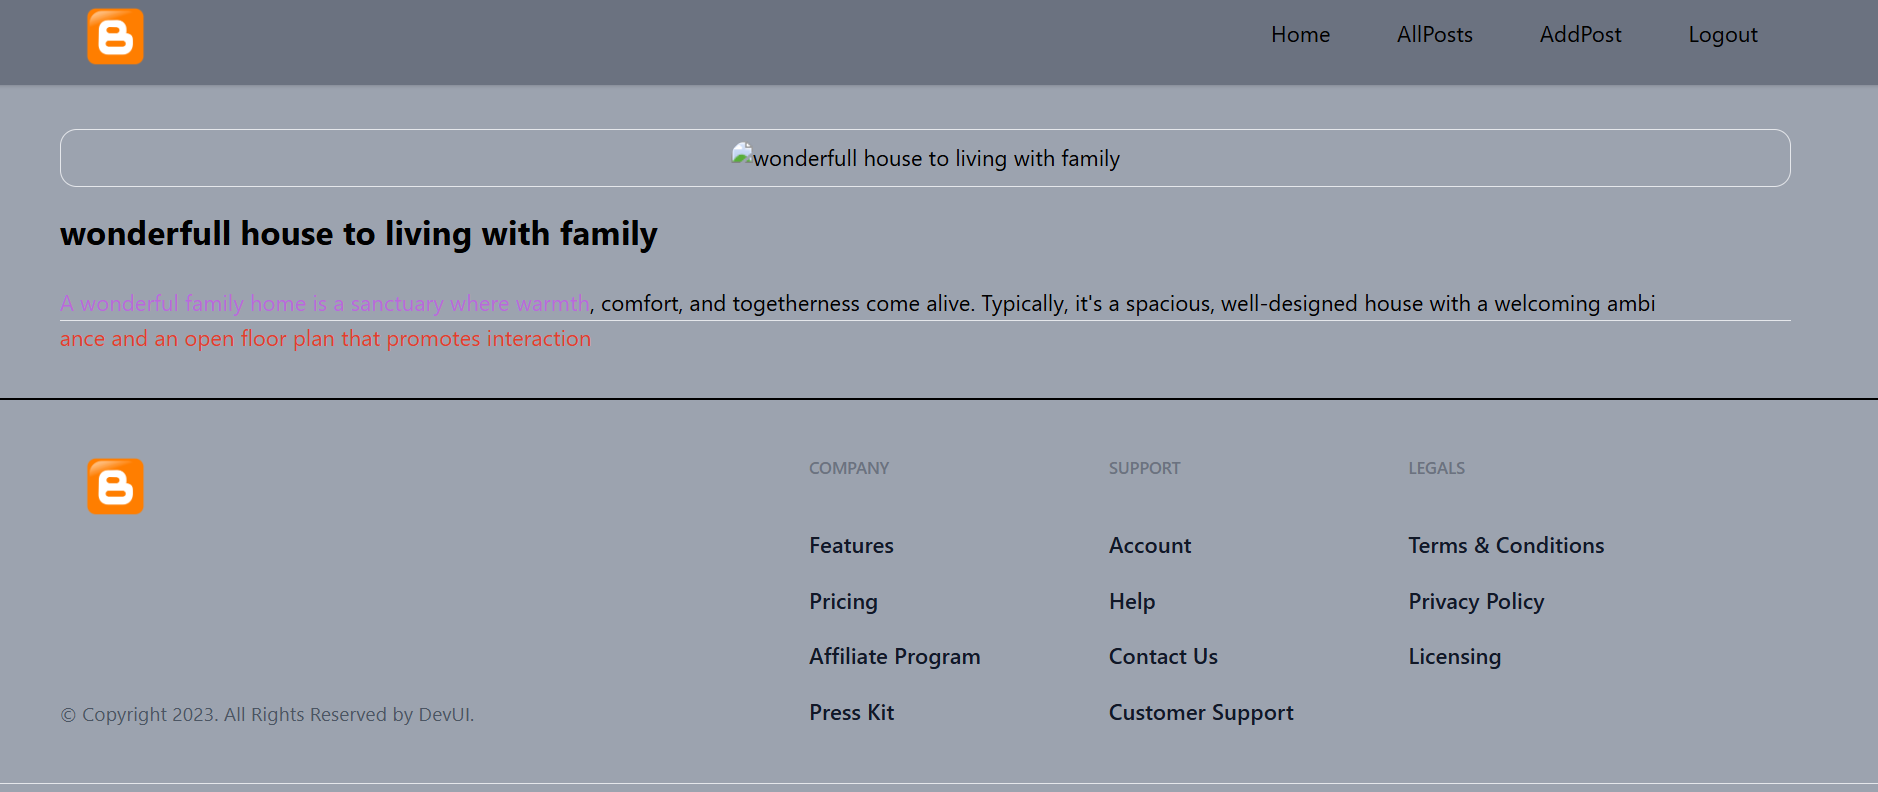 Home AllPosts AddPost Logout
wonderfull house to living with family
wonderfull house to living with family
A wonderful family home is a sanctuary where warmth, comfort, and togetherness come alive. Typically, it's a spacious, well-designed house with a welcoming ambi
ance and an open floor plan that promotes interaction
COMPANY
Features
Pricing
Affiliate Program
Press Kit
SUPPORT
Account
Help
Contact Us
Customer Support
LEGALS
Terms & Conditions
Privacy Policy
Licensing
© Copyright 2023. All Rights Reserved by DevUI.